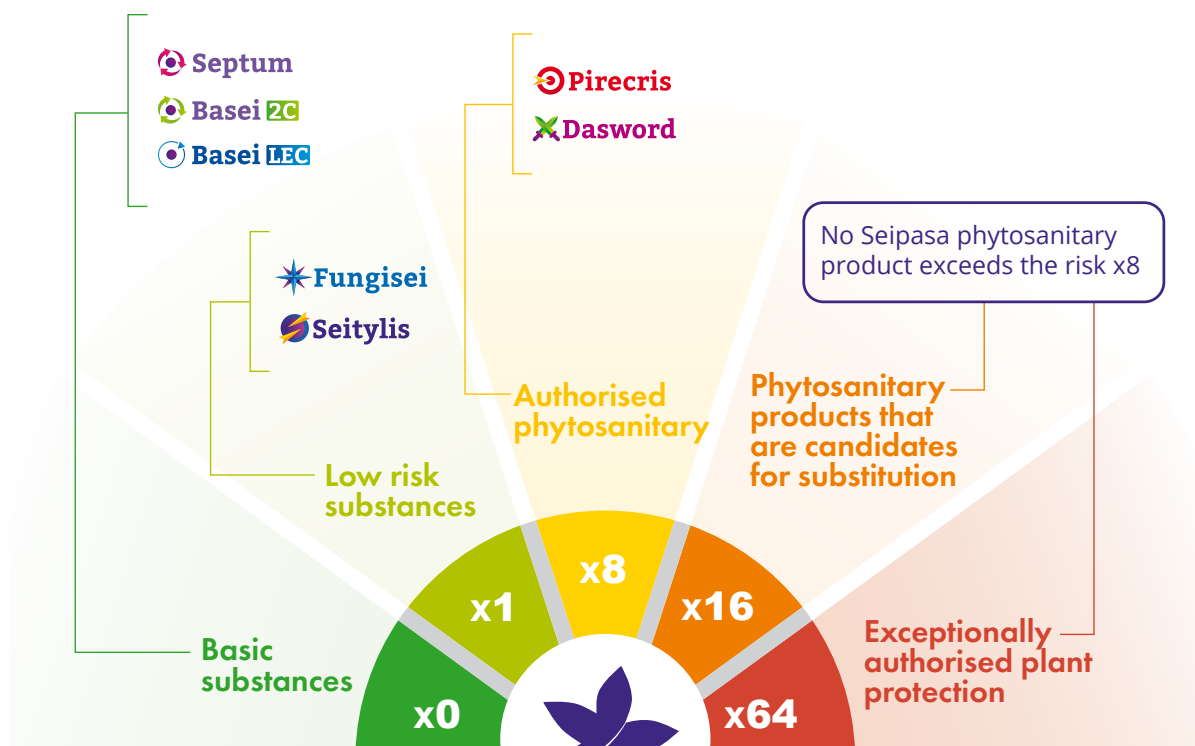 Septum
Basei 2C
Basei LEC
Pirecris
Dasword
Fungisei
Seitylis
No Seipasa phytosanitary
product exceeds the risk x8
Authorised
phytosanitary
Phytosanitary
products that
are candidates
for substitution
Low risk
substances
Basic
substances
Exceptionally
authorised plant
protection
x0
x1
x8
x16
x64